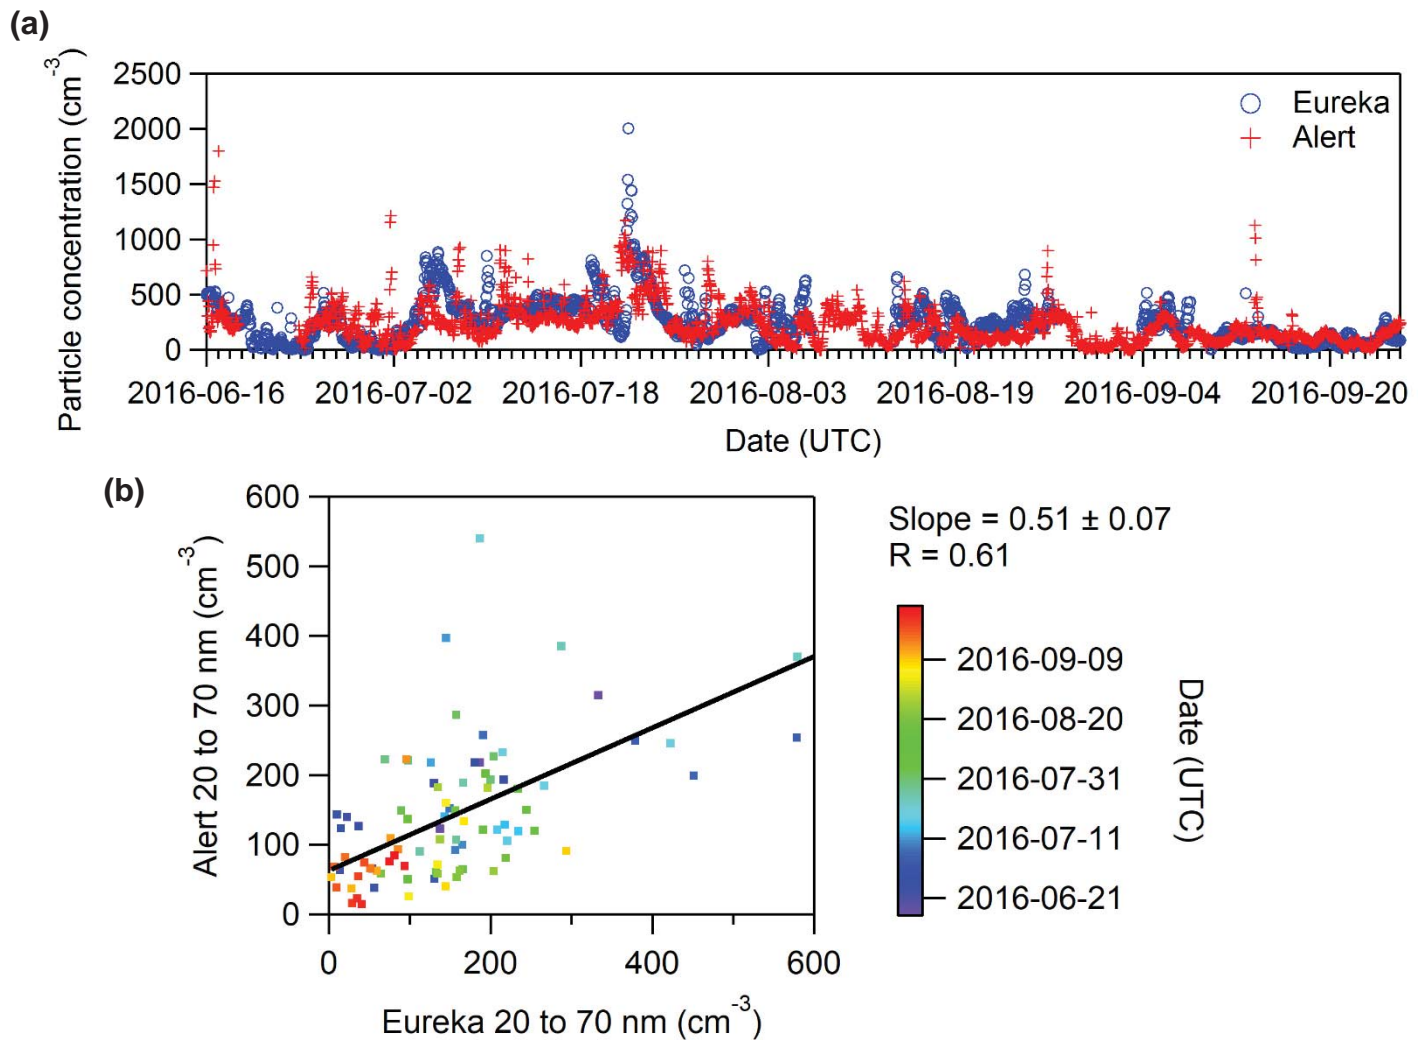 (a)
Particle concentration (cm-3)
2500
2000
1500
1000
500
0
Eureka
Alert
2016-06-16 2016-07-02 2016-07-18 2016-08-03 2016-08-19 2016-09-04 2016-09-20
Date (UTC)
(b)
Alert 20 to 70 nm (cm-3)
600
500
400
300
200
100
0
0 200 400 600
Eureka 20 to 70 nm (cm-3)
Slope = 0.51 ± 0.07
R = 0.61
2016-09-09
2016-08-20
2016-07-31
2016-07-11
2016-06-21
Date (UTC)